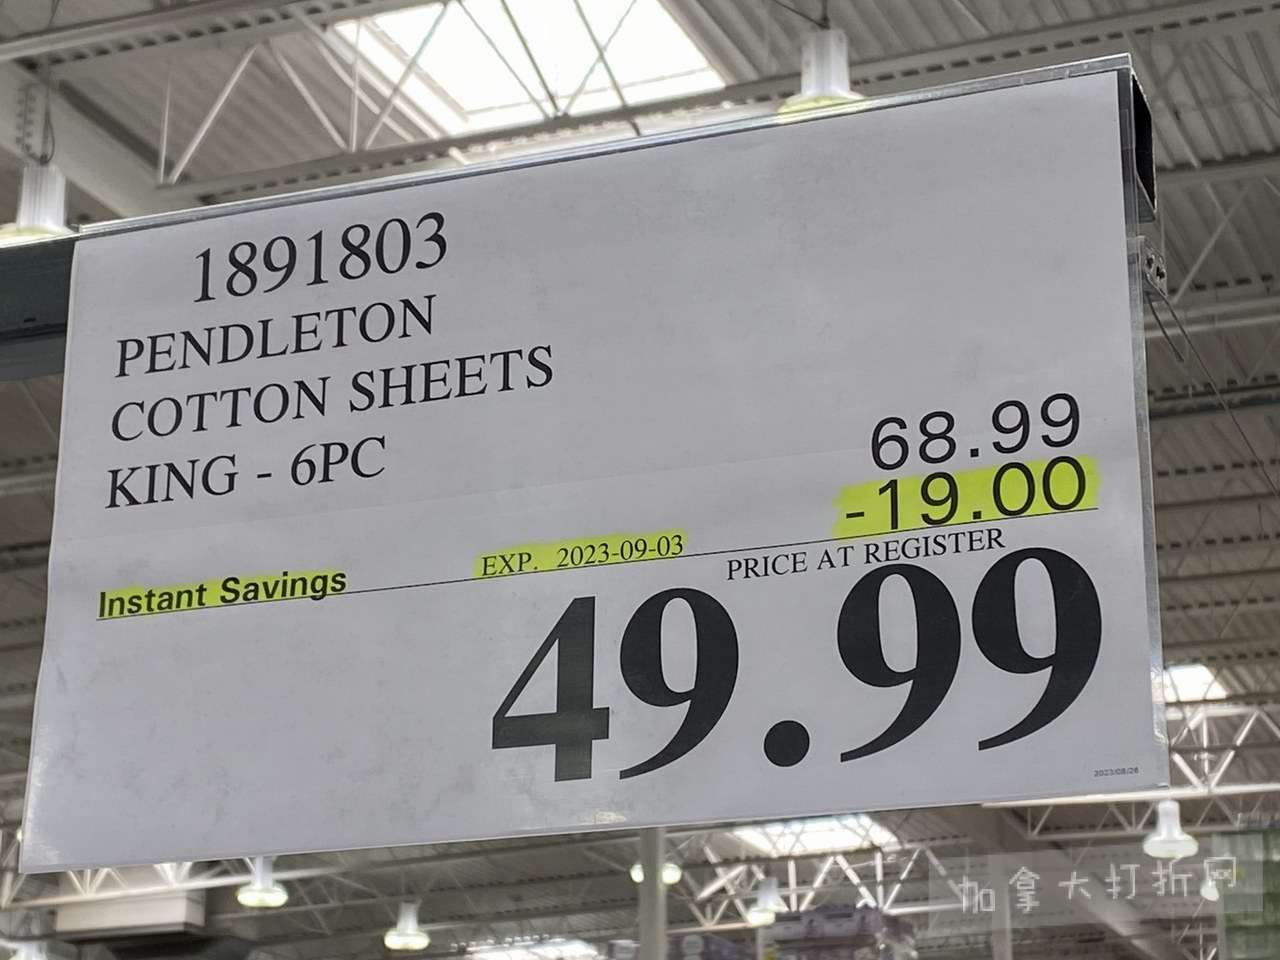 1891803
PENDLETON
COTTON SHEETS
KING - 6PC
68.99
-19.00
Instant Savings
EXP. 2023-09-03
PRICE AT REGISTER
49.99
2023/08/26
加拿大打折网